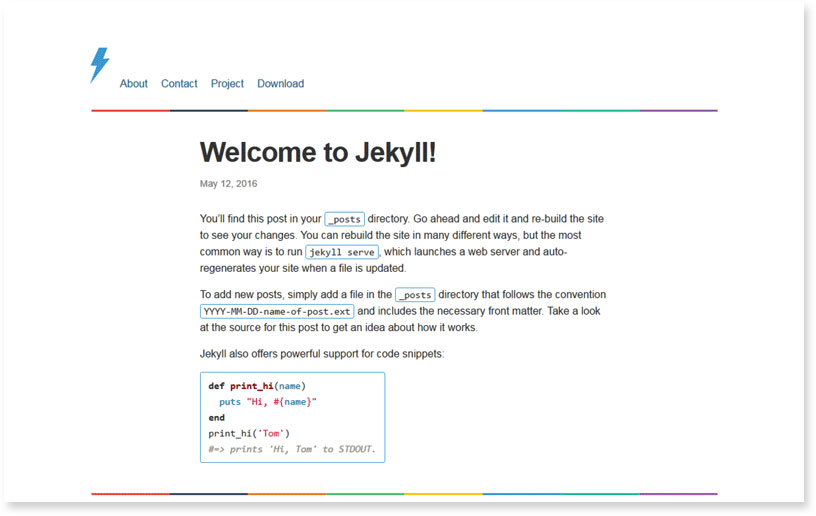 About Contact Project Download
Welcome to Jekyll!
May 12, 2016
You'll find this post in your _posts directory. Go ahead and edit it and re-build the site
to see your changes. You can rebuild the site in many different ways, but the most
common way is to run jekyll serve, which launches a web server and auto-
regenerates your site when a file is updated.
To add new posts, simply add a file in the _posts directory that follows the convention
YYYY-MM-DD-name-of-post.ext and includes the necessary front matter. Take a look
at the source for this post to get an idea about how it works.
Jekyll also offers powerful support for code snippets:
def print_hi(name)
  puts "Hi, #{name}"
end
print_hi('Tom')
#=> prints 'Hi, Tom' to STDOUT.